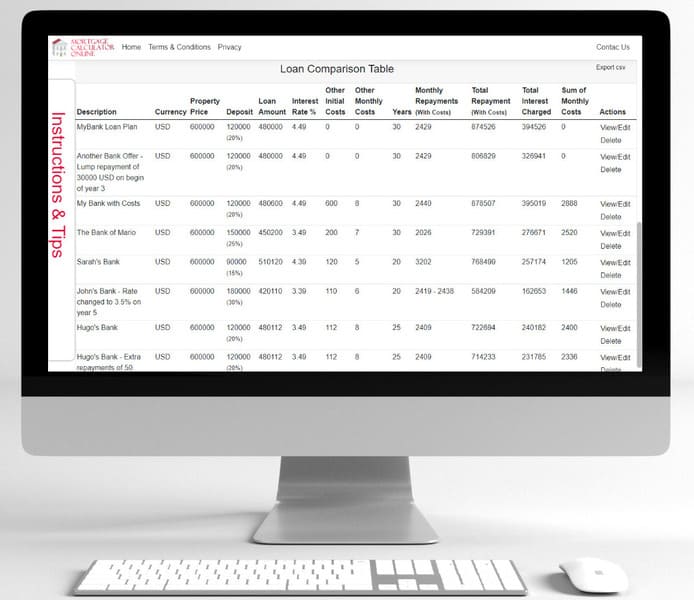 MORTGAGE
CALCULATOR
ONLINE
Home Terms & Conditions Privacy Contac Us
Loan Comparison Table Export csv
Instructions & Tips
Description Currency Property Price Deposit Loan Amount Interest Rate % Other Initial Costs Other Monthly Costs Years Monthly Repayments (With Costs) Total Repayment (With Costs) Total Interest Charged Sum of Monthly Costs Actions
MyBank Loan Plan USD 600000 120000 480000 4.49 0 0 30 2429 874526 394526 0 View/Edit
(20%) Delete
Another Bank Offer - USD 600000 120000 480000 4.49 0 0 30 2429 806829 326941 0 View/Edit
Lump repayment of (20%) Delete
30000 USD on begin
of year 3
My Bank with Costs USD 600000 120000 480600 4.49 600 8 30 2440 878507 395019 2888 View/Edit
(20%) Delete
The Bank of Mario USD 600000 150000 450200 3.49 200 7 30 2026 729391 276671 2520 View/Edit
(25%) Delete
Sarah's Bank USD 600000 90000 510120 4.39 120 5 20 3202 768499 257174 1205 View/Edit
(15%) Delete
John's Bank - Rate USD 600000 180000 420110 3.39 110 6 20 2419 - 2438 584209 162653 1446 View/Edit
changed to 3.5% on (30%) Delete
year 5
Hugo's Bank USD 600000 120000 480112 3.49 112 8 25 2409 722694 240182 2400 View/Edit
(20%) Delete
Hugo's Bank - Extra USD 600000 120000 480112 3.49 112 8 25 2409 714233 231785 2336 View/Edit
repayments of 50 (20%) Delete